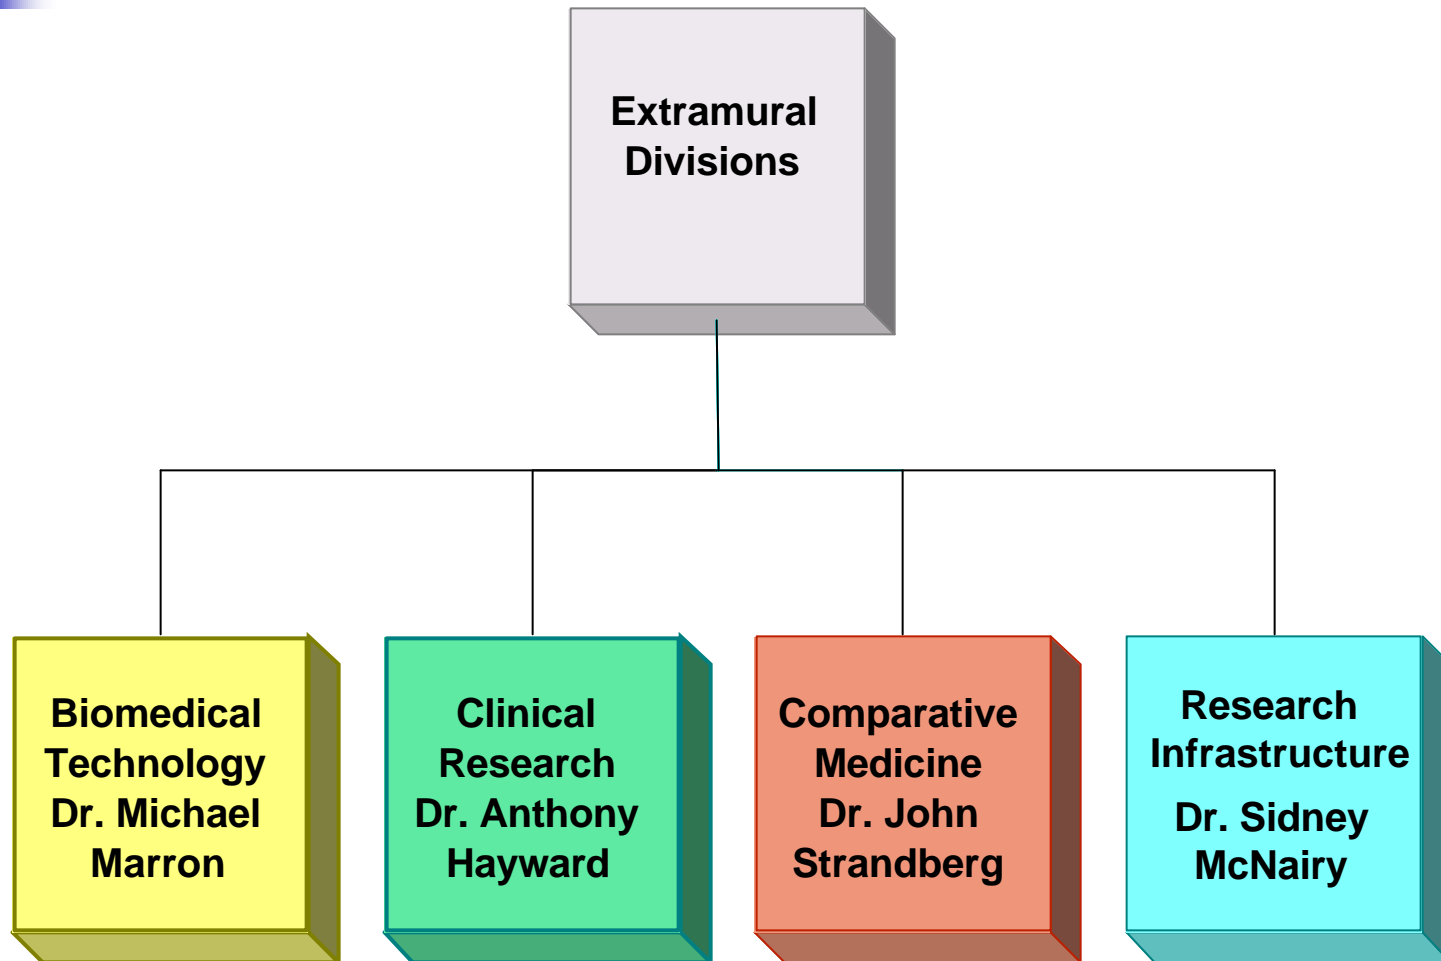 Extramural
Divisions
Biomedical
Technology
Dr. Michael
Marron
Clinical
Research
Dr. Anthony
Hayward
Comparative
Medicine
Dr. John
Strandberg
Research
Infrastructure
Dr. Sidney
McNairy